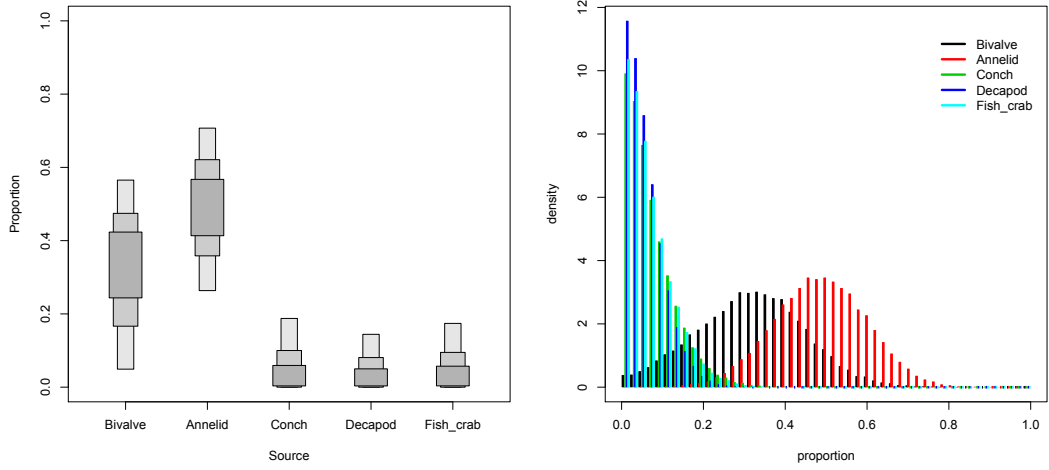 Proportion
1.0
0.8
0.6
0.4
0.2
0.0
Bivalve
Annelid
Conch
Decapod
Fish_crab
Source
density
12
10
8
6
4
2
0
Bivalve
Annelid
Conch
Decapod
Fish_crab
0.0
0.2
0.4
0.6
0.8
1.0
proportion